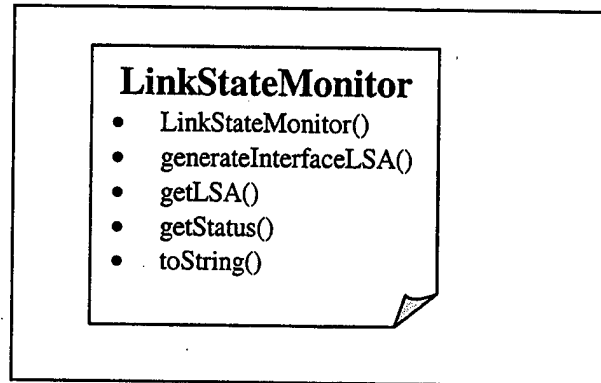 LinkStateMonitor
• LinkStateMonitor()
• generateInterfaceLSA()
• getLSA()
• getStatus()
• toString()